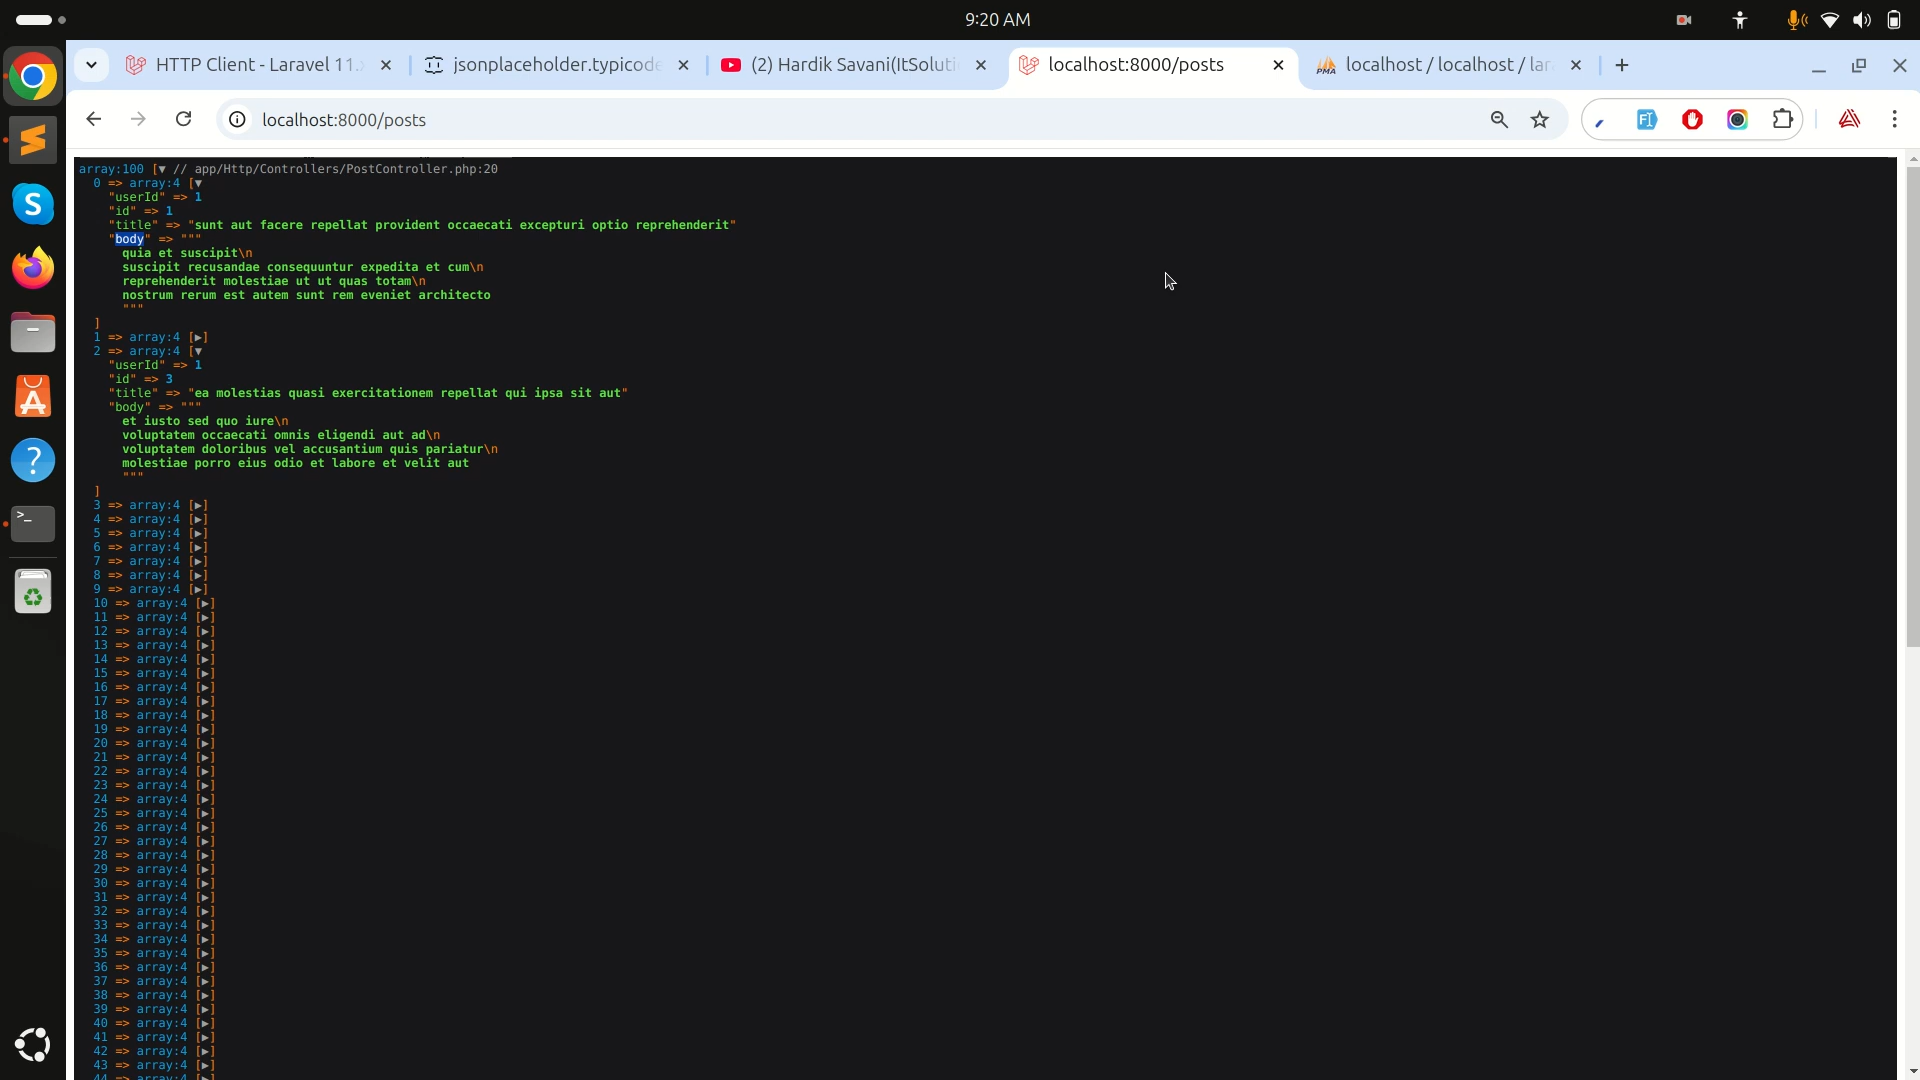 9:20 AM
HTTP Client - Laravel 11.x
jsonplaceholder.typicode
(2) Hardik Savani(ItSoluti
localhost:8000/posts
localhost / localhost / lar
localhost:8000/posts
array:100 [▼ // app/Http/Controllers/PostController.php:20
0 => array:4 [▼
"userId" => 1
"id" => 1
"title" => "sunt aut facere repellat provident occaecati excepturi optio reprehenderit"
"body" => """
quia et suscipit\n
suscipit recusandae consequuntur expedita et cum\n
reprehenderit molestiae ut ut quas totam\n
nostrum rerum est autem sunt rem eveniet architecto
"""
]
1 => array:4 [▶]
2 => array:4 [▼
"userId" => 1
"id" => 3
"title" => "ea molestias quasi exercitationem repellat qui ipsa sit aut"
"body" => """
et iusto sed quo iure\n
voluptatem occaecati omnis eligendi aut ad\n
voluptatem doloribus vel accusantium quis pariatur\n
molestiae porro eius odio et labore et velit aut
"""
]
3 => array:4 [▶]
4 => array:4 [▶]
5 => array:4 [▶]
6 => array:4 [▶]
7 => array:4 [▶]
8 => array:4 [▶]
9 => array:4 [▶]
10 => array:4 [▶]
11 => array:4 [▶]
12 => array:4 [▶]
13 => array:4 [▶]
14 => array:4 [▶]
15 => array:4 [▶]
16 => array:4 [▶]
17 => array:4 [▶]
18 => array:4 [▶]
19 => array:4 [▶]
20 => array:4 [▶]
21 => array:4 [▶]
22 => array:4 [▶]
23 => array:4 [▶]
24 => array:4 [▶]
25 => array:4 [▶]
26 => array:4 [▶]
27 => array:4 [▶]
28 => array:4 [▶]
29 => array:4 [▶]
30 => array:4 [▶]
31 => array:4 [▶]
32 => array:4 [▶]
33 => array:4 [▶]
34 => array:4 [▶]
35 => array:4 [▶]
36 => array:4 [▶]
37 => array:4 [▶]
38 => array:4 [▶]
39 => array:4 [▶]
40 => array:4 [▶]
41 => array:4 [▶]
42 => array:4 [▶]
43 => array:4 [▶]
44 => array:4 [▶]